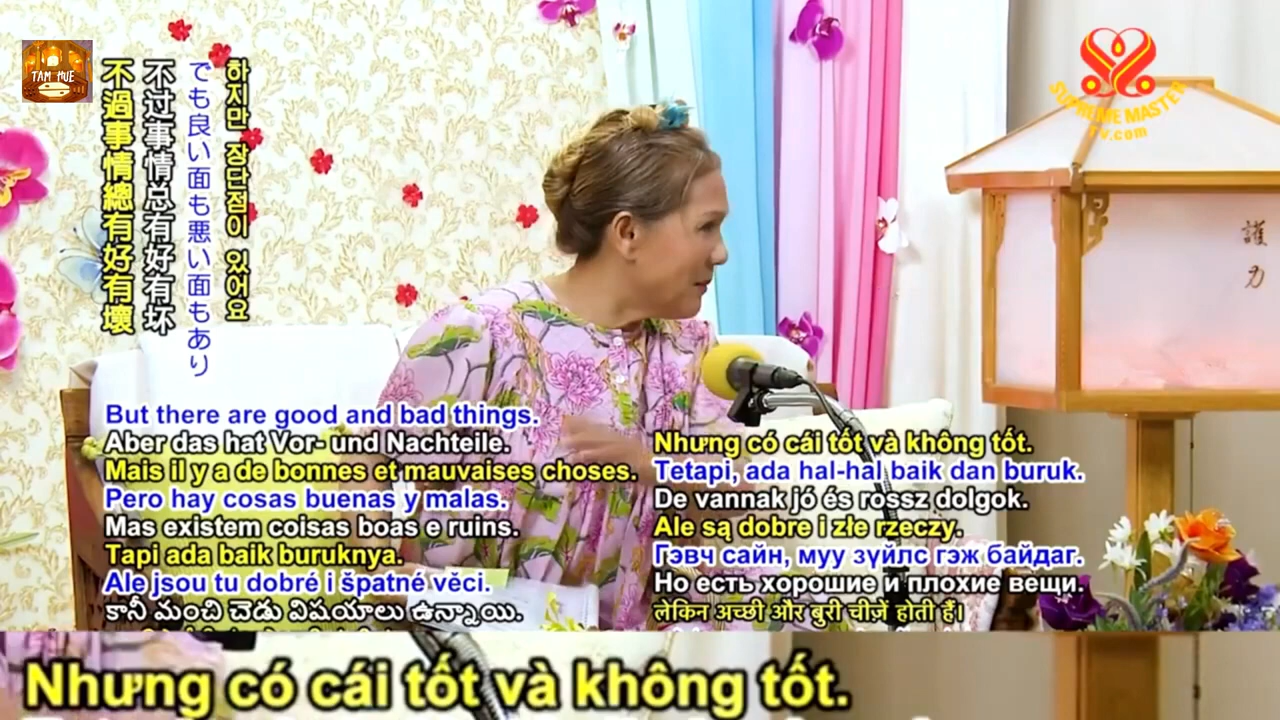 TAM HUE
SUPREME MASTER
TV.com
하지만 장단점이 있어요
でも良い面も悪い面もあり
不过事情总有好有坏
不過事情總有好有壞
護力
But there are good and bad things.
Aber das hat Vor- und Nachteile.
Mais il y a de bonnes et mauvaises choses.
Pero hay cosas buenas y malas.
Mas existem coisas boas e ruins.
Tapi ada baik buruknya.
Ale jsou tu dobré i špatné věci.
కానీ మంచి చెడు విషయాలు ఉన్నాయి.
Nhưng có cái tốt và không tốt.
Tetapi, ada hal-hal baik dan buruk.
De vannak jó és rossz dolgok.
Ale są dobre i złe rzeczy.
Гэвч сайн, муу зүйлс гэж байдаг.
Но есть хорошие и плохие вещи.
लेकिन अच्छी और बुरी चीज़ें होती हैं।
Nhưng có cái tốt và không tốt.